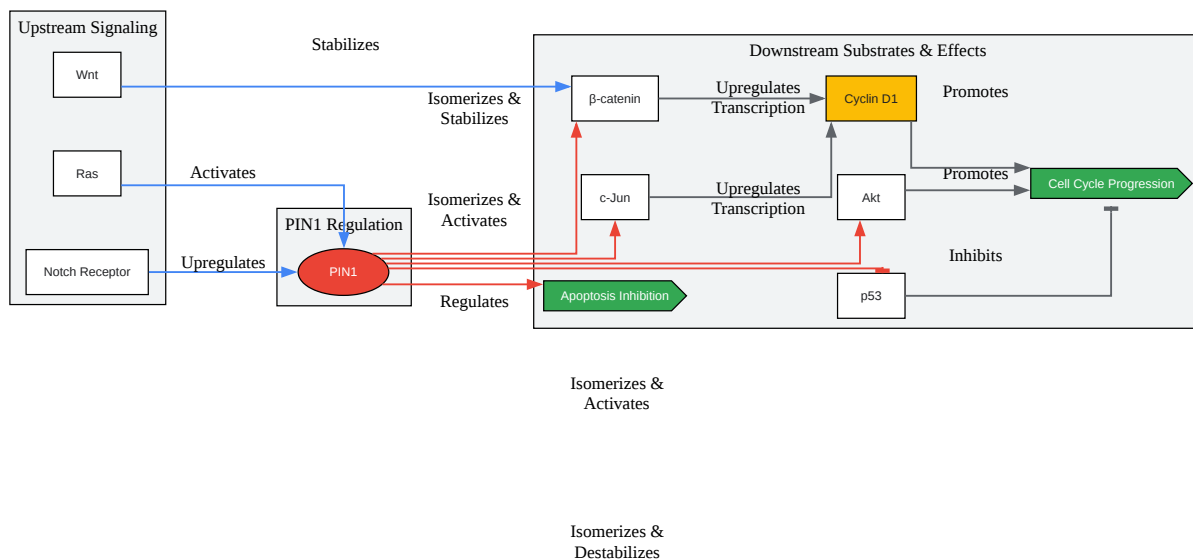 Upstream Signaling
Wnt
Ras
Notch Receptor
Stabilizes
Activates
Upregulates
PIN1 Regulation
PIN1
Isomerizes &
Stabilizes
Isomerizes &
Activates
Regulates
Downstream Substrates & Effects
β-catenin
Upregulates
Transcription
Cyclin D1
Promotes
c-Jun
Upregulates
Transcription
Akt
Promotes
Cell Cycle Progression
Inhibits
Apoptosis Inhibition
p53
Isomerizes &
Activates
Isomerizes &
Destabilizes